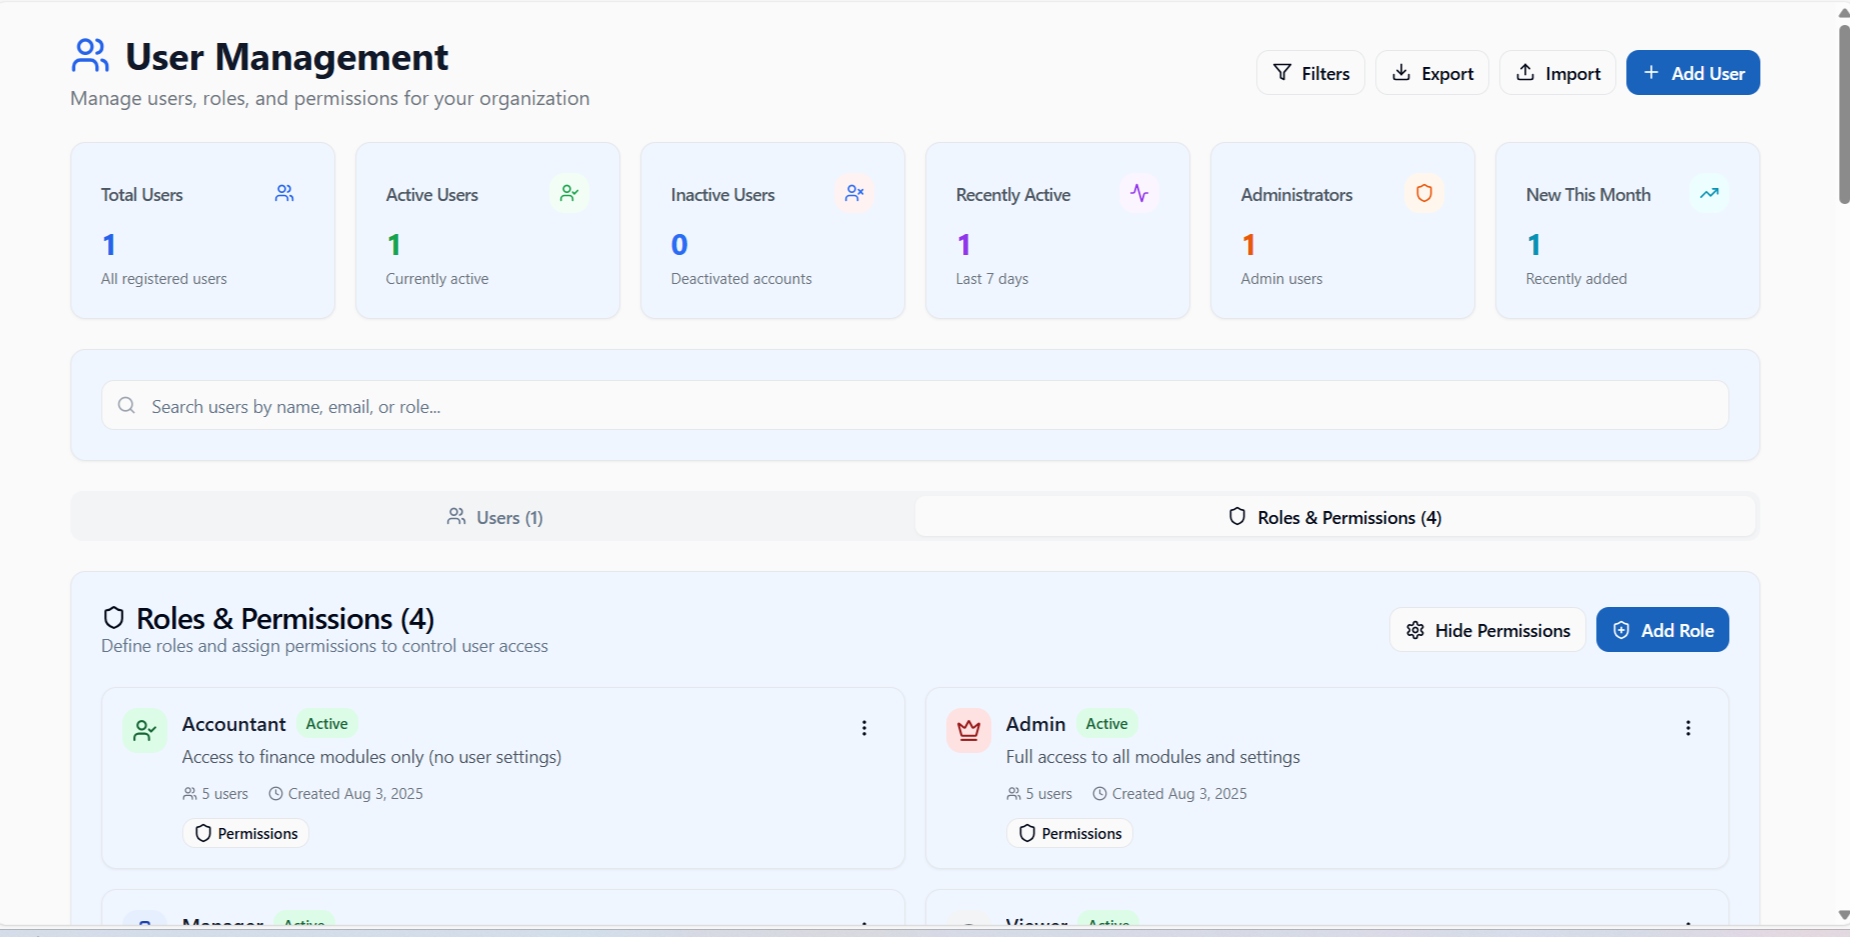 User Management
Manage users, roles, and permissions for your organization
Filters
Export
Import
Add User
Total Users
1
All registered users
Active Users
1
Currently active
Inactive Users
0
Deactivated accounts
Recently Active
1
Last 7 days
Administrators
1
Admin users
New This Month
1
Recently added
Search users by name, email, or role...
Users (1)
Roles & Permissions (4)
Roles & Permissions (4)
Define roles and assign permissions to control user access
Hide Permissions
Add Role
Accountant Active
Access to finance modules only (no user settings)
5 users Created Aug 3, 2025
Permissions
Admin Active
Full access to all modules and settings
5 users Created Aug 3, 2025
Permissions
Manager Active
Viewer Active